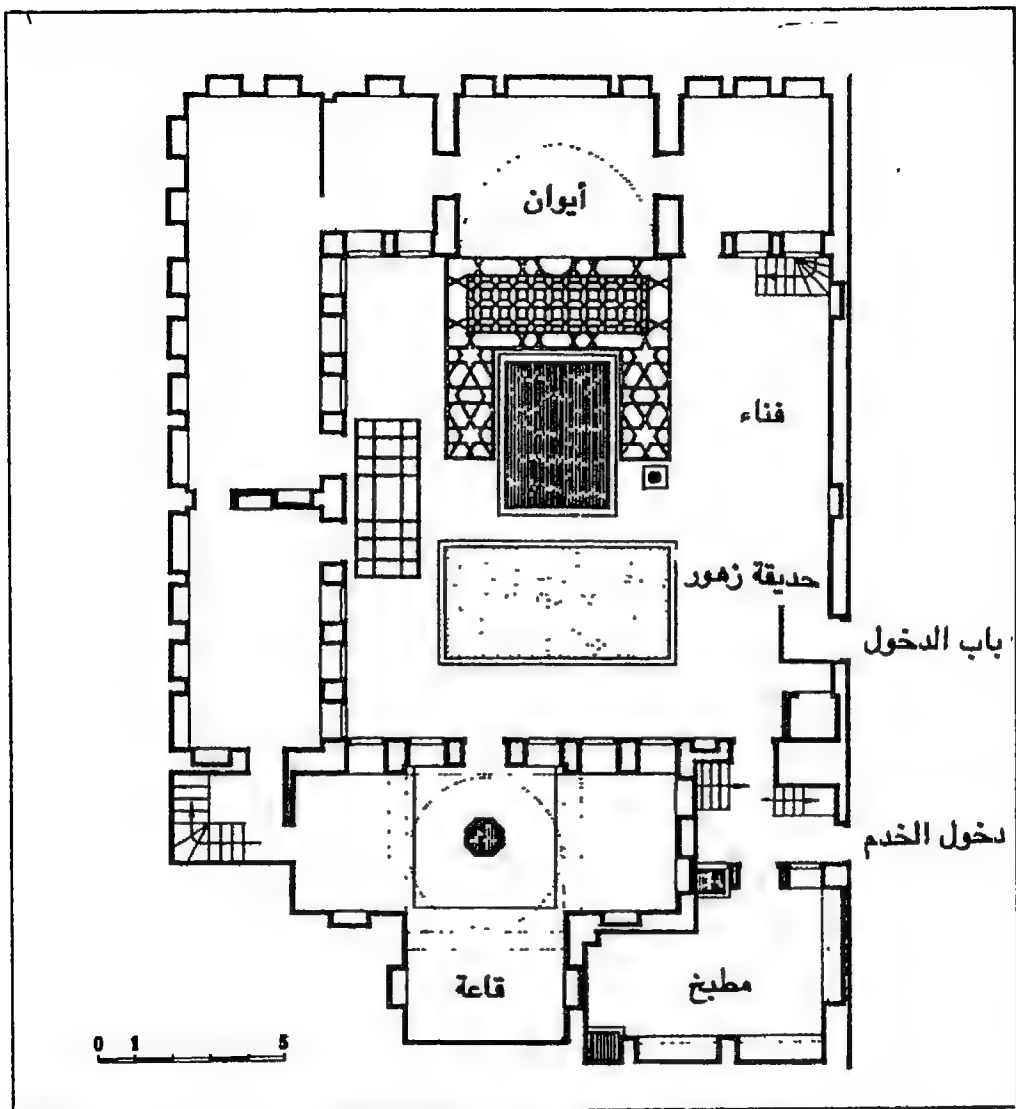 أيوان
فناء
حديقة زهور
باب الدخول
دخول الخدم
قاعة
مطبخ
0 1 5